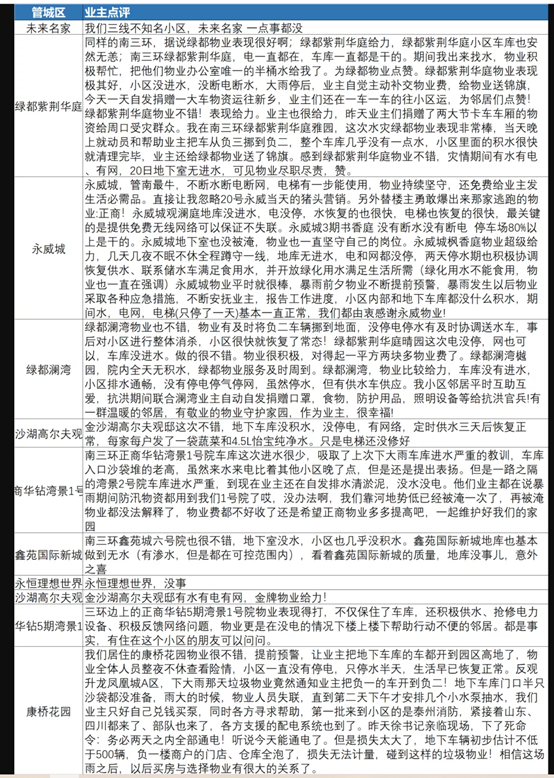 管城区 业主点评
未来名家 我们三线不知名小区，未来名家 一点事都没
绿都紫荆华庭
同样的南三环，据说绿都物业表现很好啊；绿都紫荆华庭给力，绿都紫荆华庭小区车库也安
然无恙；南三环绿都紫荆华庭，电一直都在，车库一直都是干的。期间我出来找水，物业积
极帮忙，把他们物业办公室唯一的半桶水给我了。为绿都物业点赞。绿都紫荆华庭物业表现
极其好，小区没进水，没断电断水，大雨停后，业主自觉主动补交物业费，给物业送锦旗，
今天一天自发捐赠一大车物资运往新乡，业主们还在一车一车的往小区运，为邻居们点赞！
绿都紫荆华庭物业不错！表现给力。业主也很给力，昨天业主们捐赠了两大节卡车车厢的物
资给周口受灾群众。我在南三环绿都紫荆华庭雅园，这次水灾绿都物业表现非常棒，当天晚
上就动员和帮助业主把车从负三挪到负二，整个车库几乎没有一点水，小区里面的积水很快
就清理完毕，业主还给绿都物业送了锦旗。感到绿都紫荆华庭物业不错，灾情期间有水有电
、有网，20日地下室无进水，可见物业尽职尽责，赞。
永威城
永威城，管南最牛，不断水断电断网，电梯有一步能使用，物业持续坚守，还免费给业主发
生活必需品。直接让我忽略20号永威当天的猪头营销。另外替楼主勇敢爆出来那家逃跑的物
业:正商！永威城观澜庭地库没进水，电没停，水恢复的也很快，电梯也恢复的很快，最关键
的是提供免费无线网络可以保证不失联。永威城3期书香庭 没有断水没有断电 停车场80%以
上是干的。永威城地下室也没被淹，物业也一直坚守自己的岗位。永威城枫香庭物业超级给
力，几天几夜不眠不休全程蹲守一线，地库无进水，电和网都没停，两天停水期也积极协调
恢复供水、联系储水车满足食用水，并开放绿化用水满足生活所需（绿化用水不能食用，物
业也一直在强调）永威城物业平时就很棒，暴雨前夕物业不断提前预警，暴雨发生以后物业
采取各种应急措施，不断安抚业主，报告工作进度，小区内部和地下车库都没什么积水，期
间水，电网，电梯(只停了一天)基本一直正常，我们都由衷感谢永威物业!
绿都澜湾
绿都澜湾物业也不错，物业有及时将负二车辆挪到地面，没停电停水有及时协调送水车，事
后对小区进行整体消杀，小区很快就恢复了常态！绿都紫荆华庭晴园这次电没停，网也可
以，车库没进水。做的很不错。物业很积极，对得起一平方两块多物业费了。绿都澜湾樾
园，院内全天无积水，绿都物业服务及时周到。绿都澜湾，物业比较给力，车库没有进水，
小区排水通畅，没有停电停气停网，虽然停水，但有供水车供应。我小区邻居平时互助互
爱，抗洪期间联合澜湾业主自动自发捐赠口罩，食物，防护用品，照明设备等给抗洪官兵!有
一群温暖的邻居，有敬业的物业守护家园，作为业主，很幸福!
沙湖高尔夫观
金沙湖高尔夫观邸这次不错，地下车库没积水，没停电，有网络，定时供水三天后恢复正
常，每家每户发了一袋蔬菜和4.5L怡宝纯净水。只是电梯还没修好
商华钻湾景1号
南三环正商华钻湾景1号院车库这次进水很少，吸取了上次下大雨车库进水严重的教训，车库
入口沙袋堆的老高，虽然来水来电比着其他小区晚了点，但是还是提出表扬。但是一路之隔
的湾景2号院车库进水严重，到现在业主还在自发排水清淤泥，没水没电。他们业主都在说暴
雨期间防汛物资都用到我们1号院了哎，没办法啊，我们靠河地势低已经被淹一次了，再被淹
物业都没法解释了，物业费都不好收了还是希望正商物业多多提高吧，一起维护好我们的家
园
鑫苑国际新城
南三环鑫苑城六号院也很不错，地下室没水，小区也几乎没积水。鑫苑国际新城地库也基本
做到无水（有渗水，但是都在可控范围内），看着鑫苑国际新城的质量，地库没事儿，意外
之喜
永恒理想世界 永恒理想世界，没事
沙湖高尔夫观 金沙湖高尔夫观邸有水有电有网，金牌物业给力！
华钻5期湾景1
三环边上的正商华钻5期湾景1号院物业表现得打，不仅保住了车库，还积极供水、抢修电力
设备、积极反馈网络问题，物业更是在没电的情况下楼上楼下帮助行动不便的邻居。都是事
实，有住在这个小区的朋友可以问问。
康桥花园
我们居住的康桥花园物业很不错，提前预警，让业主把地下车库的车都开到园区高地了，物
业全体人员整夜不休查看险情，小区一直没有停电，只停水半天，生活早已恢复正常。反观
升龙凤凰城A区，下大雨那天垃圾物业竟然通知业主把负一的车开到负二！地下车库门口半只
沙袋都没准备，雨大的时候，物业人员失联，直到第二天下午才安排几个小水泵抽水，我们
业主只好自己兑钱买泵，同时各方寻求帮助，第一批来到小区的是泰州消防，紧接着山东、
四川都来了、部队也来了，各方支援的配电系统也到了。昨天徐书记亲临现场，下了死命
令：务必两天之内全部通电！听说今天能通电了。但是损失太大了，地下车辆初步估计不低
于500辆，负一楼商户的门店、仓库全泡了，损失无法计量，碰到这样的垃圾物业！相信这场
雨之后，以后买房与选择物业有很大的关系了。